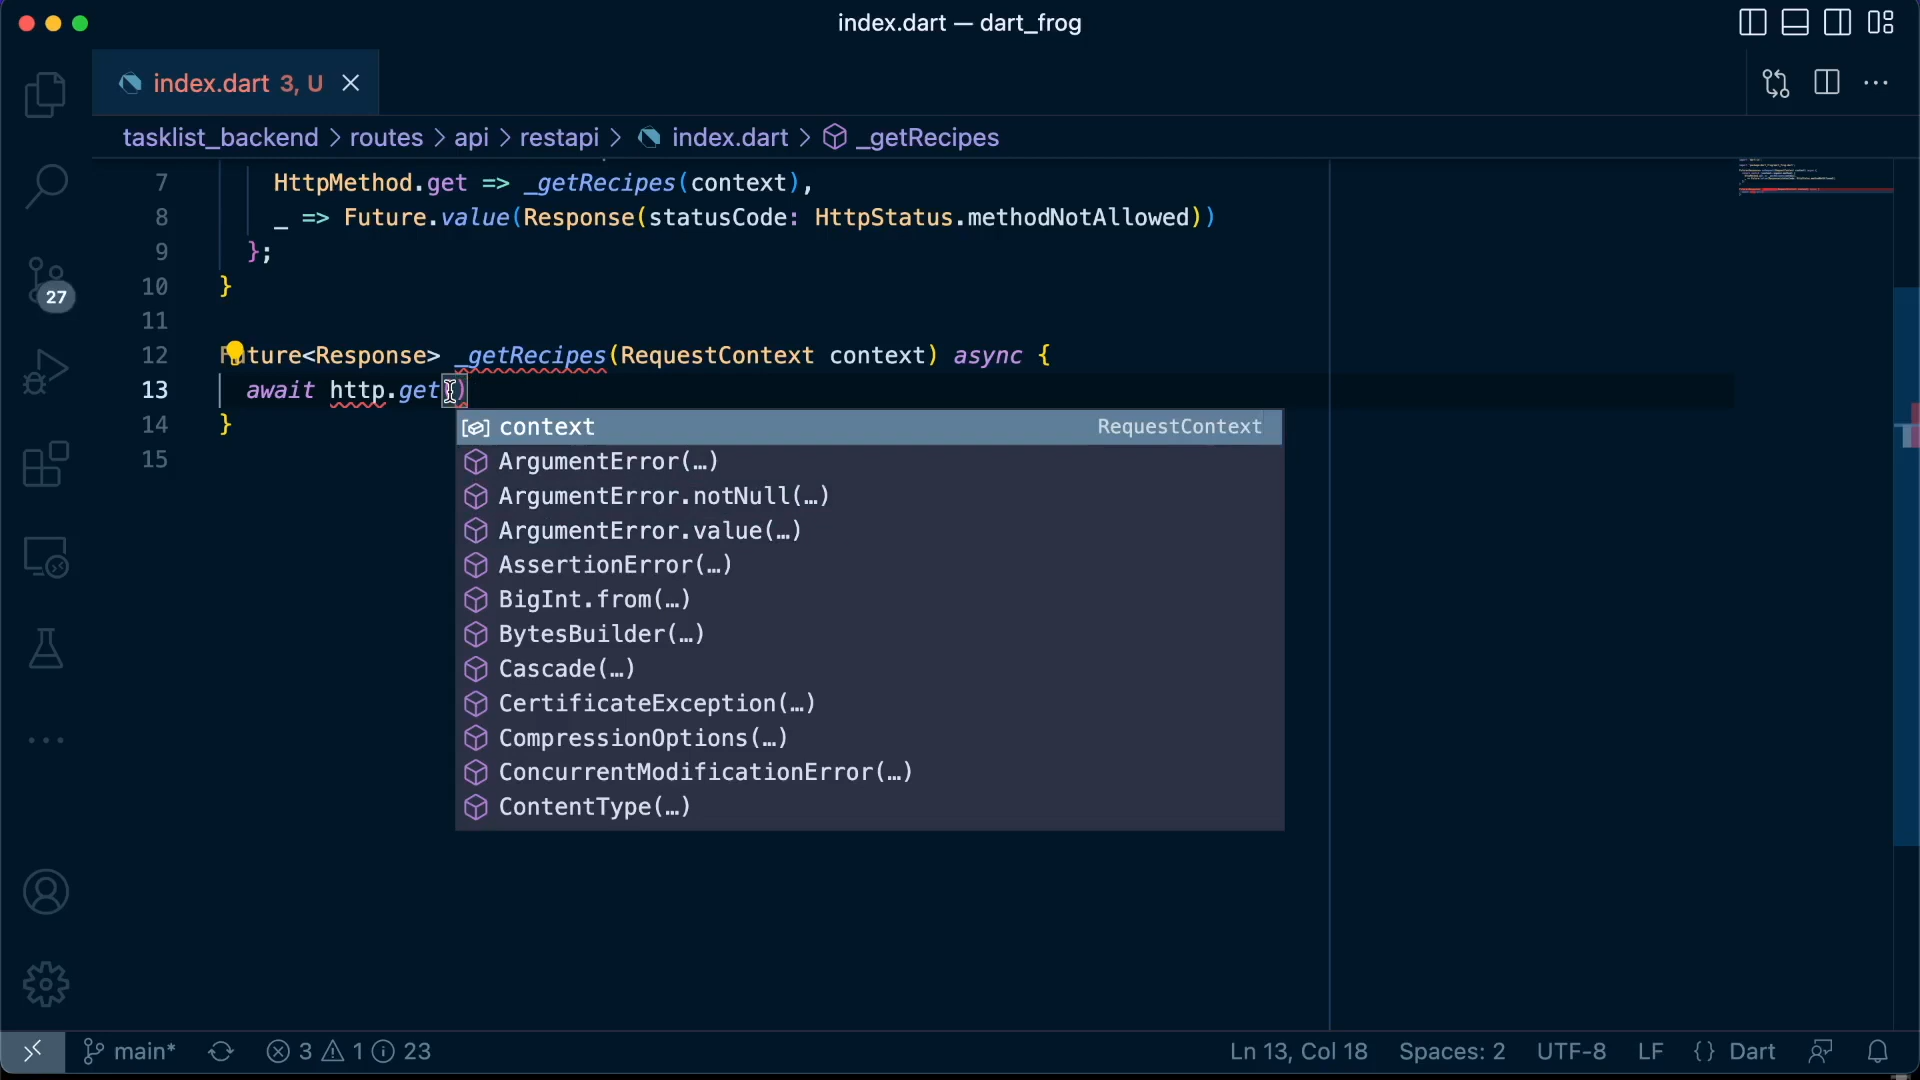 index.dart — dart_frog
index.dart 3, U
tasklist_backend > routes > api > restapi > index.dart > _getRecipes
7 HttpMethod.get => _getRecipes(context),
8 _ => Future.value(Response(statusCode: HttpStatus.methodNotAllowed))
9 };
10 }
11
12 Future<Response> _getRecipes(RequestContext context) async {
13 await http.get()
14 }
15
context RequestContext
ArgumentError(…)
ArgumentError.notNull(…)
ArgumentError.value(…)
AssertionError(…)
BigInt.from(…)
BytesBuilder(…)
Cascade(…)
CertificateException(…)
CompressionOptions(…)
ConcurrentModificationError(…)
ContentType(…)
27
main* 3 1 23 Ln 13, Col 18 Spaces: 2 UTF-8 LF {} Dart